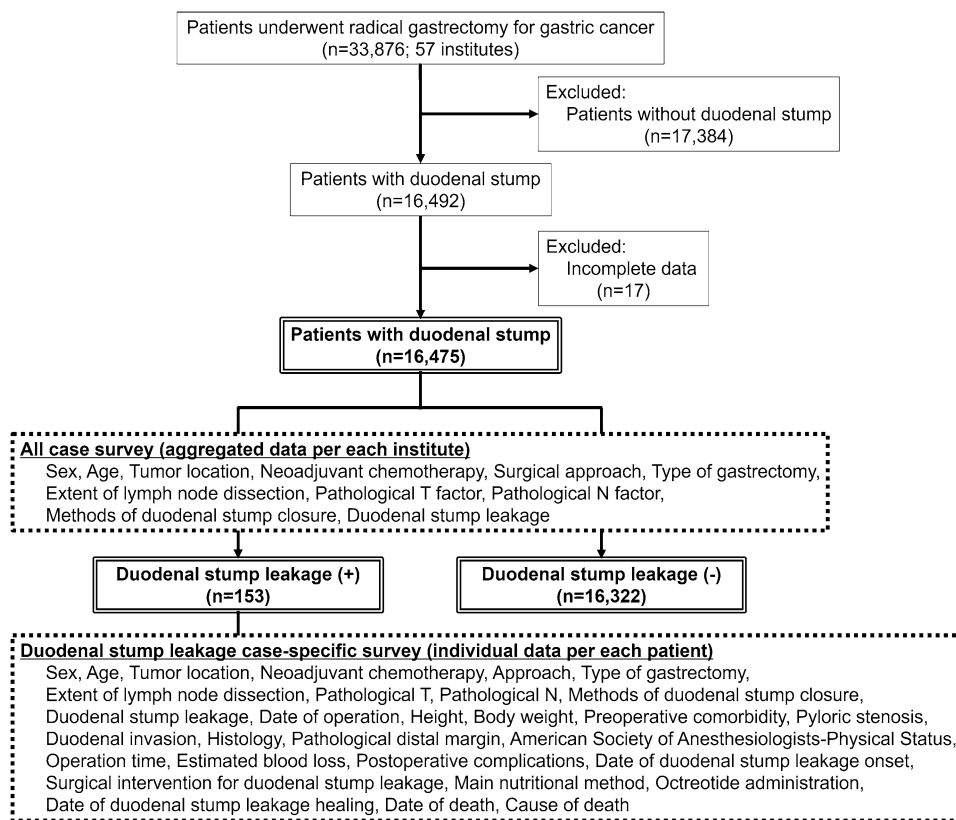 Patients underwent radical gastrectomy for gastric cancer
(n=33,876; 57 institutes)
Excluded:
Patients without duodenal stump
(n=17,384)
Patients with duodenal stump
(n=16,492)
Excluded:
Incomplete data
(n=17)
Patients with duodenal stump
(n=16,475)
All case survey (aggregated data per each institute)
Sex, Age, Tumor location, Neoadjuvant chemotherapy, Surgical approach, Type of gastrectomy,
Extent of lymph node dissection, Pathological T factor, Pathological N factor,
Methods of duodenal stump closure, Duodenal stump leakage
Duodenal stump leakage (+)
(n=153)
Duodenal stump leakage (-)
(n=16,322)
Duodenal stump leakage case-specific survey (individual data per each patient)
Sex, Age, Tumor location, Neoadjuvant chemotherapy, Approach, Type of gastrectomy,
Extent of lymph node dissection, Pathological T, Pathological N, Methods of duodenal stump closure,
Duodenal stump leakage, Date of operation, Height, Body weight, Preoperative comorbidity, Pyloric stenosis,
Duodenal invasion, Histology, Pathological distal margin, American Society of Anesthesiologists-Physical Status,
Operation time, Estimated blood loss, Postoperative complications, Date of duodenal stump leakage onset,
Surgical intervention for duodenal stump leakage, Main nutritional method, Octreotide administration,
Date of duodenal stump leakage healing, Date of death, Cause of death